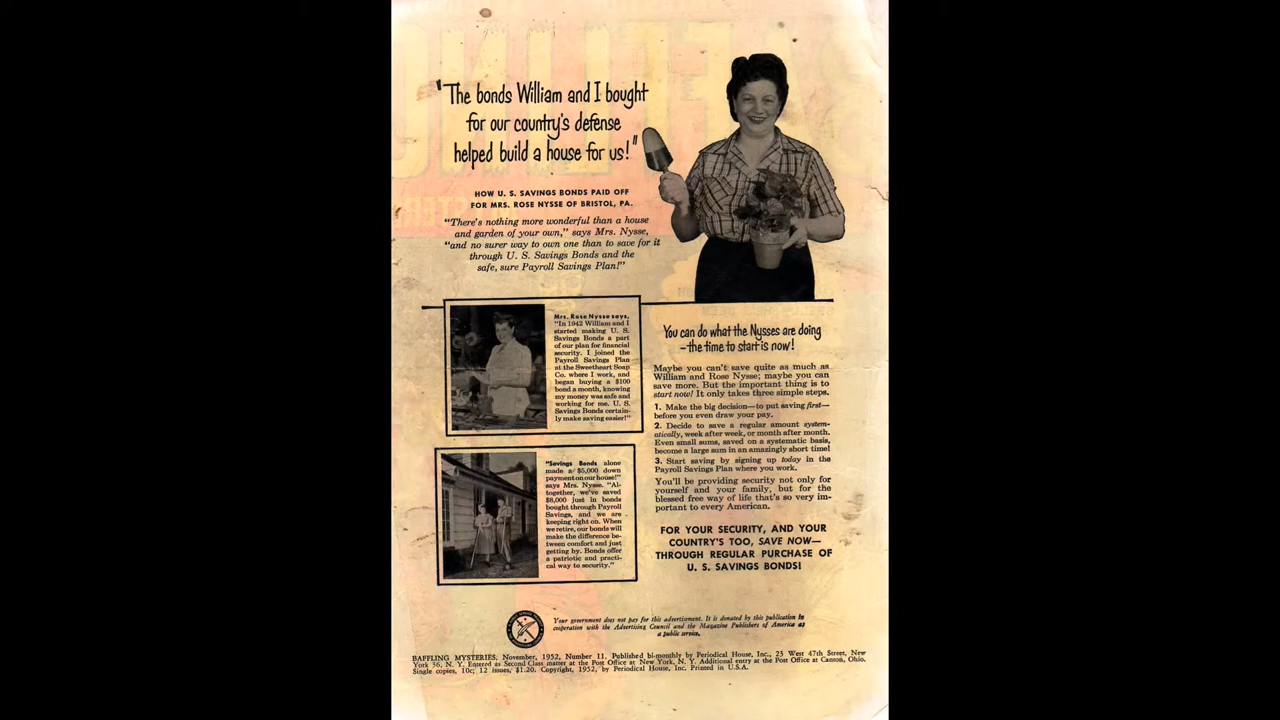 "The bonds William and I bought
for our country's defense
helped build a house for us!"
HOW U. S. SAVINGS BONDS PAID OFF
FOR MRS. ROSE NYSSE OF BRISTOL, PA.
"There's nothing more wonderful than a house
and garden of your own," says Mrs. Nysse,
"and no surer way to own one than to save for it
through U. S. Savings Bonds and the
safe, sure Payroll Savings Plan!"
Mrs. Rose Nysse says,
"In 1942 William and I
started making U. S.
Savings Bonds a part
of our plan for financial
security. I joined the
Payroll Savings Plan
at the Sweetheart Soap
Co. where I work, and
began buying a $100
bond a month, knowing
my money was safe and
working for me. U. S.
Savings Bonds certain-
ly make saving easier!"
"Savings Bonds alone
made a $5,000 down
payment on our house!"
says Mrs. Nysse. "Al-
together, we've saved
$8,000 just in bonds
bought through Payroll
Savings, and we are
keeping right on. When
we retire, our bonds will
make the difference be-
tween comfort and just
getting by. Bonds offer
a patriotic and practi-
cal way to security."
You can do what the Nysses are doing
—the time to start is now!
Maybe you can't save quite as much as
William and Rose Nysse; maybe you can
save more. But the important thing is to
start now! It only takes three simple steps.
1. Make the big decision—to put saving first—
before you even draw your pay.
2. Decide to save a regular amount system-
atically, week after week, or month after month.
Even small sums, saved on a systematic basis,
become a large sum in an amazingly short time!
3. Start saving by signing up today in the
Payroll Savings Plan where you work.
You'll be providing security not only for
yourself and your family, but for the
blessed free way of life that's so very im-
portant to every American.
FOR YOUR SECURITY, AND YOUR
COUNTRY'S TOO, SAVE NOW—
THROUGH REGULAR PURCHASE OF
U. S. SAVINGS BONDS!
Your government does not pay for this advertisement. It is donated by this publication in
cooperation with the Advertising Council and the Magazine Publishers of America as
a public service.
BAFFLING MYSTERIES, November, 1952, Number 11. Published bi-monthly by Periodical House, Inc., 23 West 47th Street, New
York 36, N. Y. Entered as Second Class matter at the Post Office at New York, N. Y. Additional entry at the Post Office at Canton, Ohio.
Single copies, 10c; 12 issues, $1.20. Copyright, 1952, by Periodical House, Inc. Printed in U.S.A.